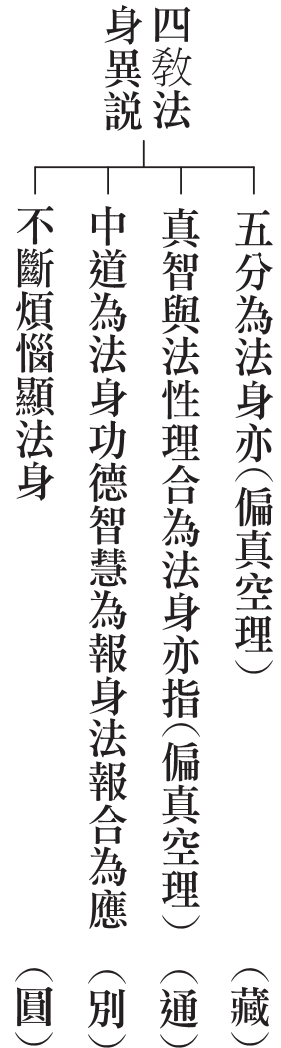 四教法
身異說
五分為法身亦(偏真空理)(藏)
真智與法性理合為法身亦指(偏真空理)(通)
中道為法身功德智慧為報身法報合為應(別)
不斷煩惱顯法身(圓)